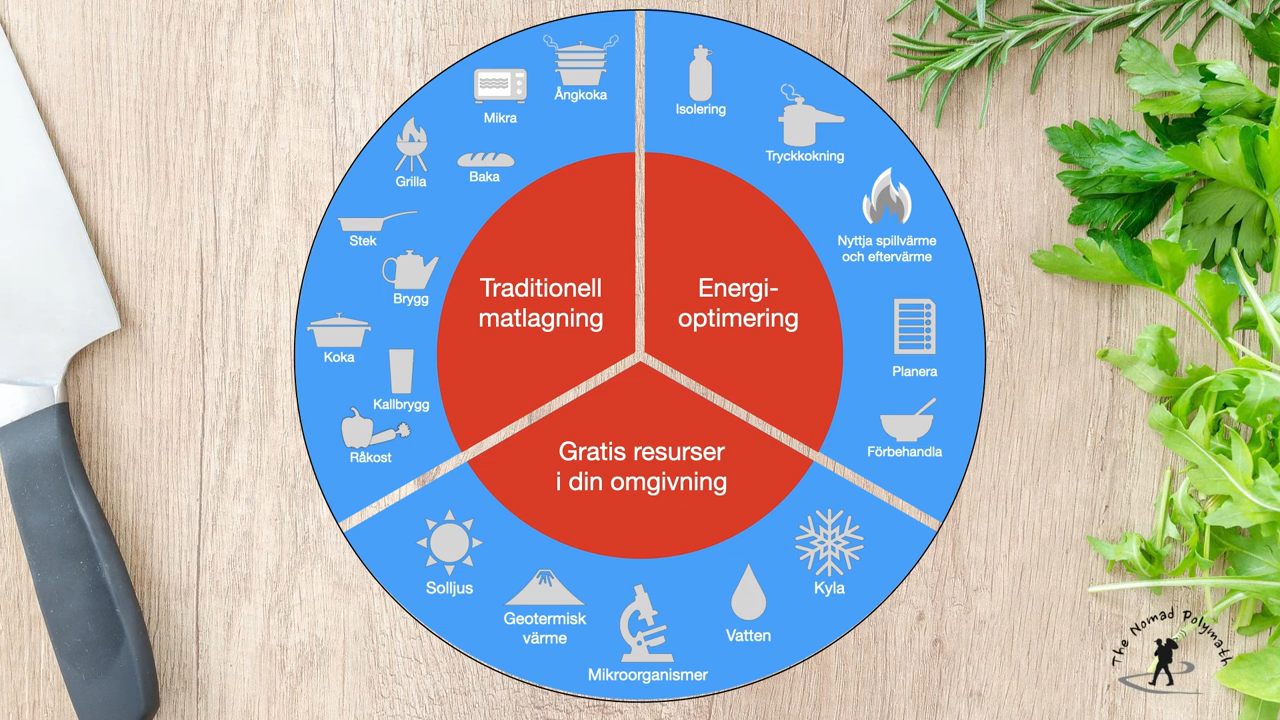 Ångkoka
Mikra
Grilla
Baka
Stek
Brygg
Koka
Kallbrygg
Råkost
Traditionell
matlagning
Isolering
Tryckkokning
Nyttja spillvärme
och eftervärme
Planera
Förbehandla
Energi-
optimering
Gratis resurser
i din omgivning
Solljus
Geotermisk
värme
Mikroorganismer
Vatten
Kyla
The Nomad Polymath